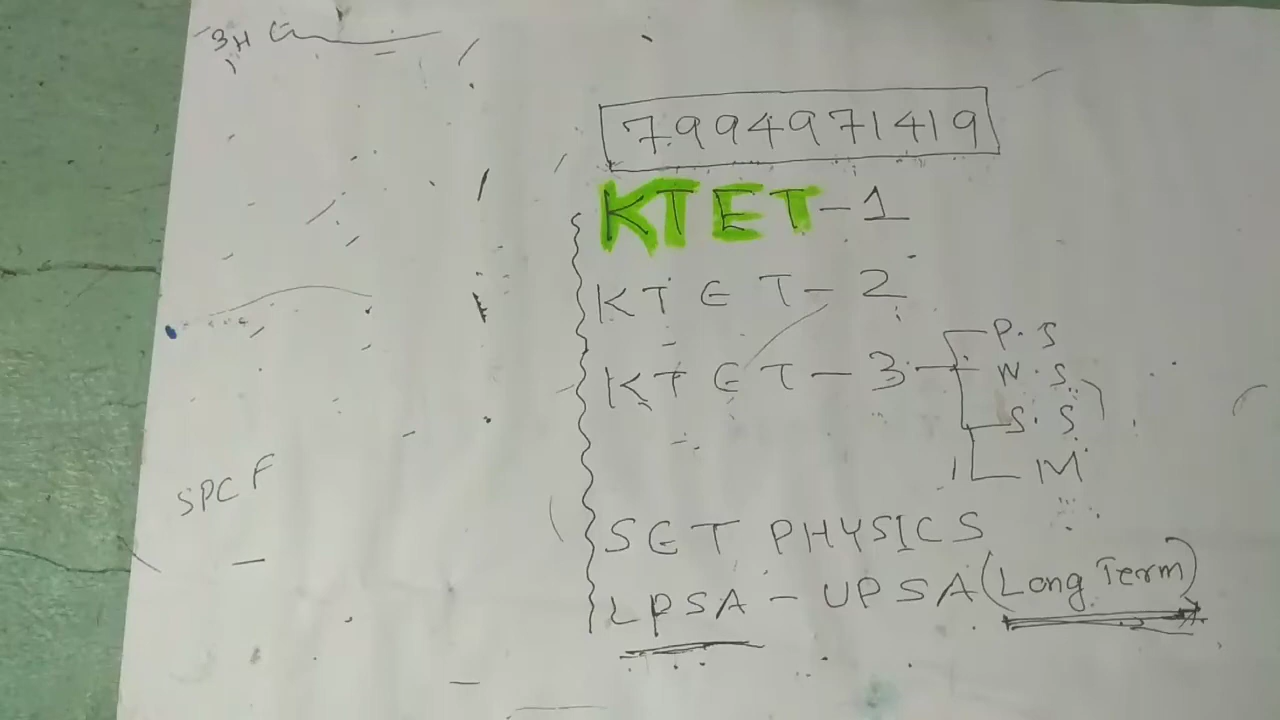 3H
7994971419
KTET-1
KTET-2
KTET-3
P.S
N.S
S.S
M
SPCF
SET PHYSICS
LPSA - UPSA (Long Term)